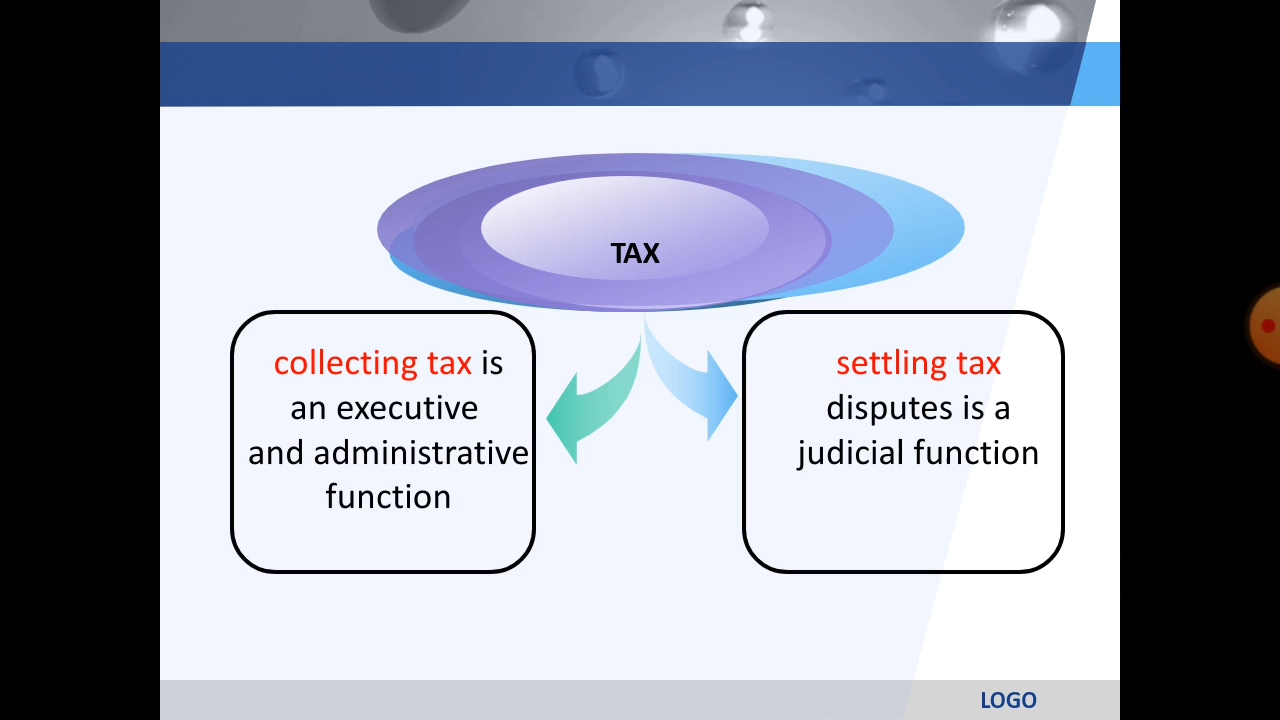 TAX
collecting tax is
an executive
and administrative
function
settling tax
disputes is a
judicial function
LOGO